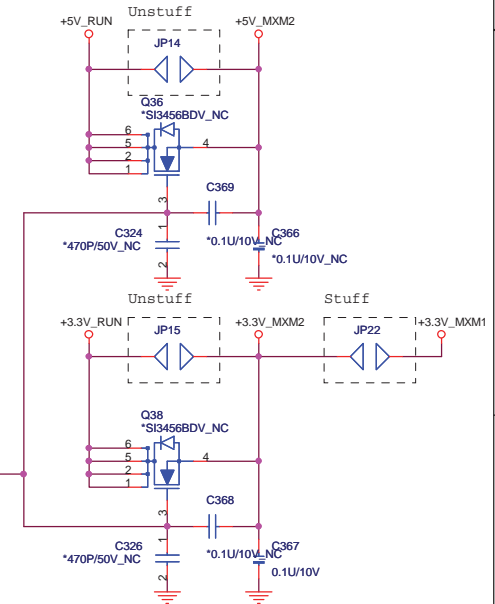 Unstuff
+5V_RUN +5V_MXM2
JP14
Q36
*SI3456BDV_NC
6
5 4
2
1
3
C369
1
C324
*470P/50V_NC
2
*0.1U/10V_NC C366
*0.1U/10V_NC
Unstuff Stuff
+3.3V_RUN +3.3V_MXM2 +3.3V_MXM1
JP15 JP22
Q38
*SI3456BDV_NC
6
5 4
2
1
3
C368
1
C326
*470P/50V_NC
2
*0.1U/10V_NC C367
0.1U/10V